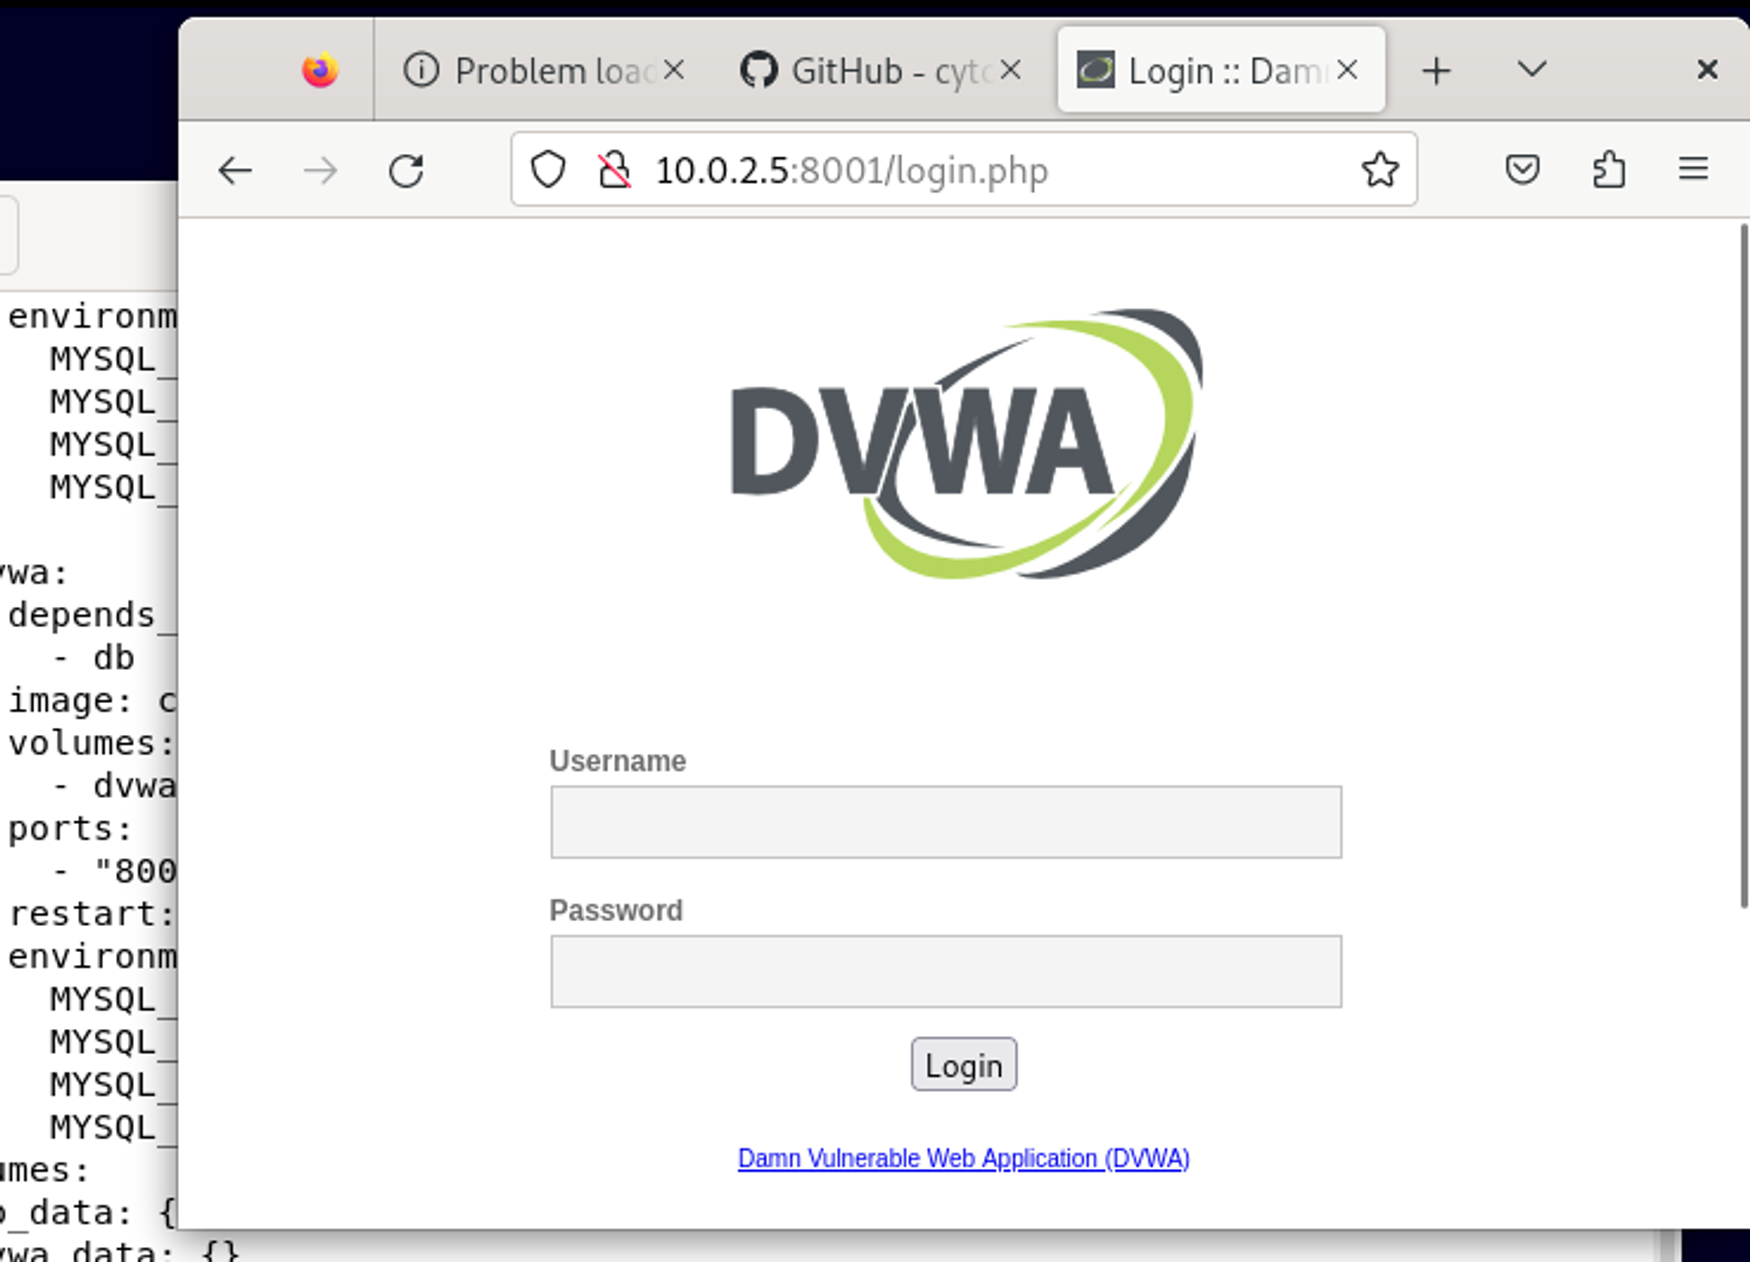 Problem loa
GitHub - cyto
Login :: Dam
10.0.2.5:8001/login.php
environm
MYSQL_
MYSQL_
MYSQL_
MYSQL_
vwa:
depends_
- db
image: c
volumes:
- dvwa
ports:
- "800
restart:
environm
MYSQL_
MYSQL_
MYSQL_
MYSQL_
umes:
_data: {
vwa_data: {}
DVWA
Username
Password
Login
Damn Vulnerable Web Application (DVWA)